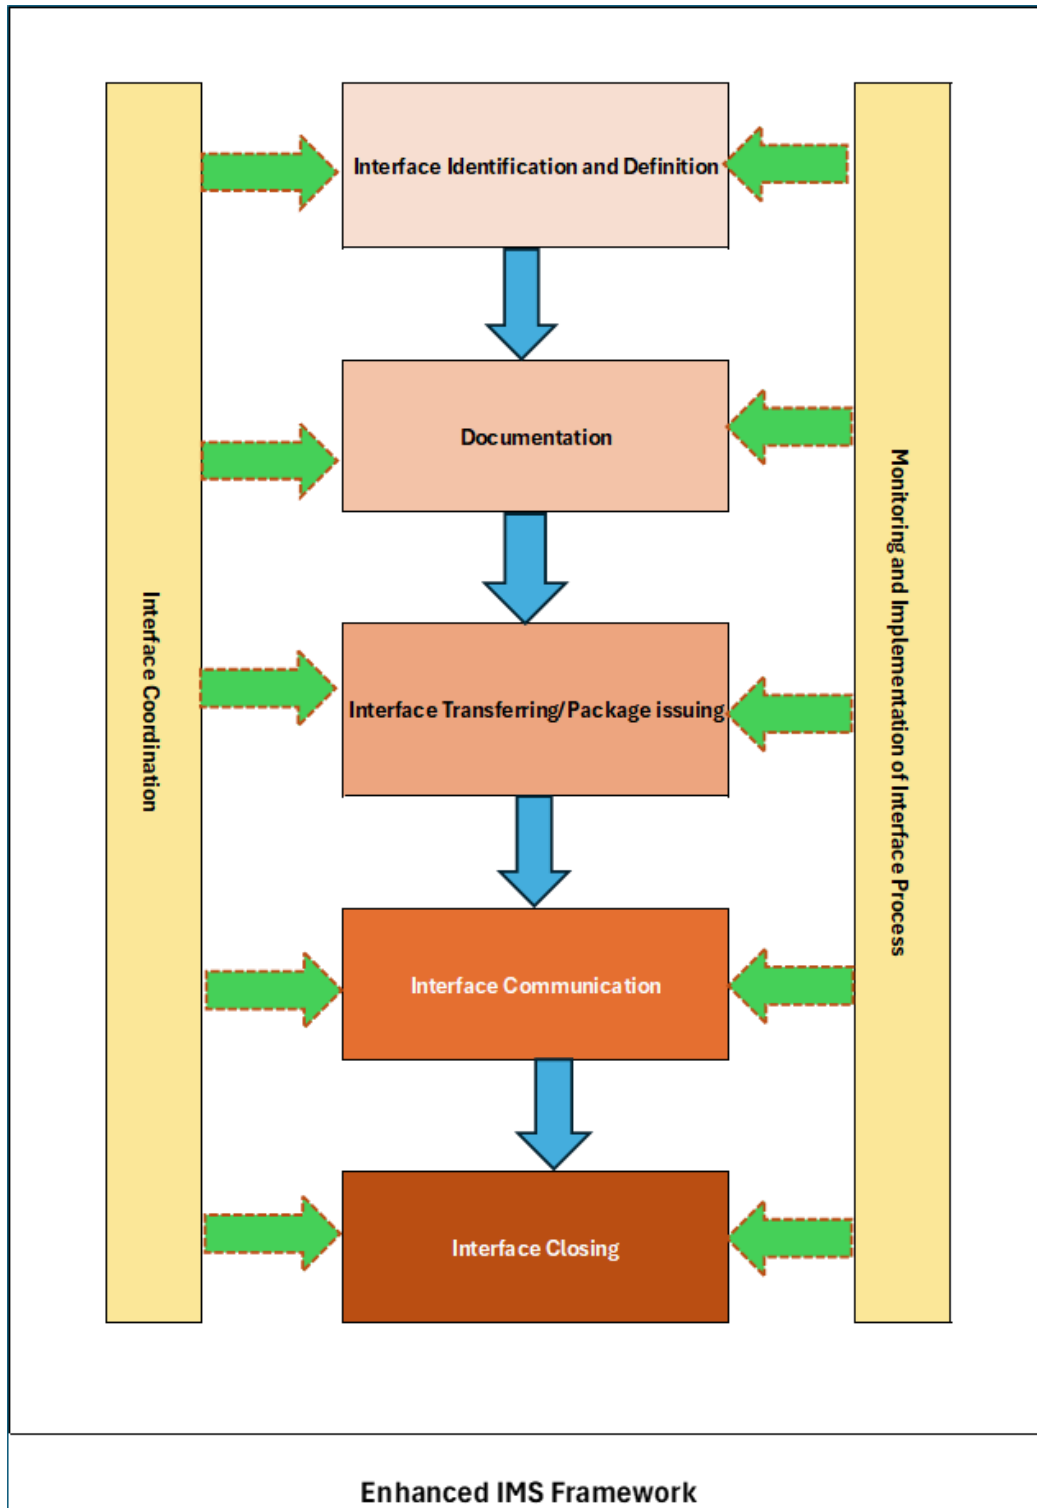 Interface Identification and Definition
Documentation
Interface Coordination
Monitoring and Implementation of Interface Process
Interface Transferring/Package issuing
Interface Communication
Interface Closing
Enhanced IMS Framework